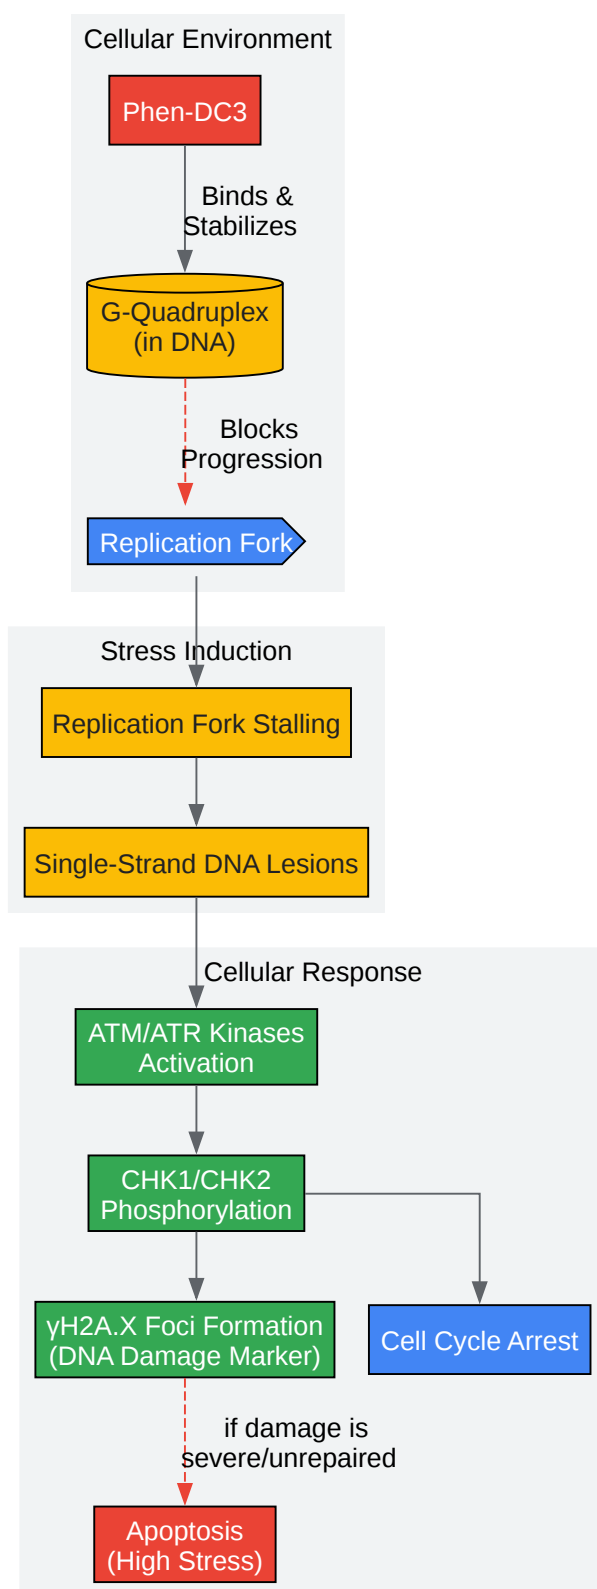 Cellular Environment
Phen-DC3
Binds &
Stabilizes
G-Quadruplex
(in DNA)
Blocks
Progression
Replication Fork
Stress Induction
Replication Fork Stalling
Single-Strand DNA Lesions
Cellular Response
ATM/ATR Kinases
Activation
CHK1/CHK2
Phosphorylation
γH2A.X Foci Formation
(DNA Damage Marker)
Cell Cycle Arrest
if damage is
severe/unrepaired
Apoptosis
(High Stress)